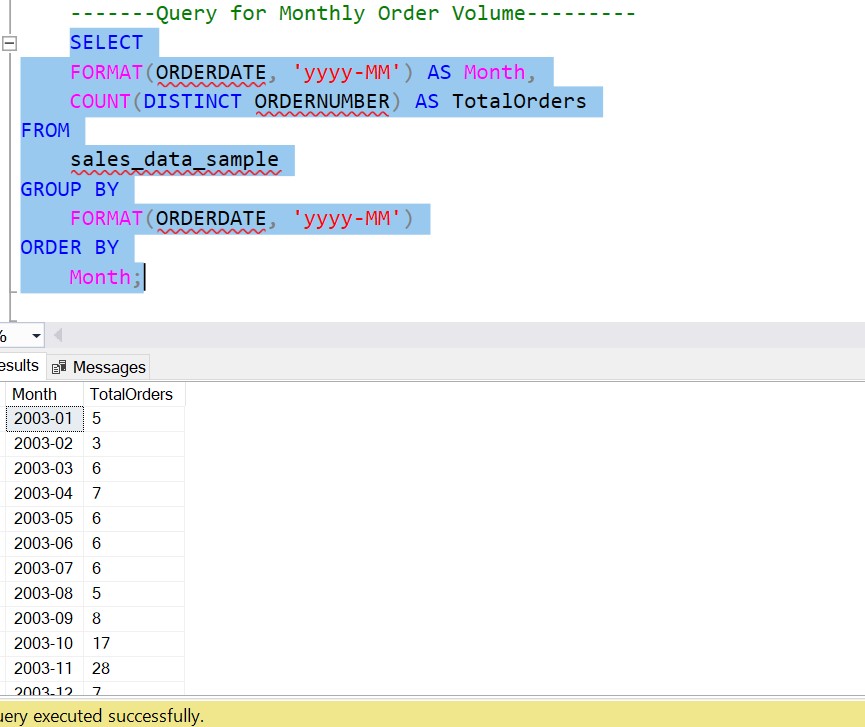 -------Query for Monthly Order Volume---------
SELECT
FORMAT(ORDERDATE, 'yyyy-MM') AS Month,
COUNT(DISTINCT ORDERNUMBER) AS TotalOrders
FROM
sales_data_sample
GROUP BY
FORMAT(ORDERDATE, 'yyyy-MM')
ORDER BY
Month;
%
esults Messages
Month TotalOrders
2003-01 5
2003-02 3
2003-03 6
2003-04 7
2003-05 6
2003-06 6
2003-07 6
2003-08 5
2003-09 8
2003-10 17
2003-11 28
2003-12 7
uery executed successfully.